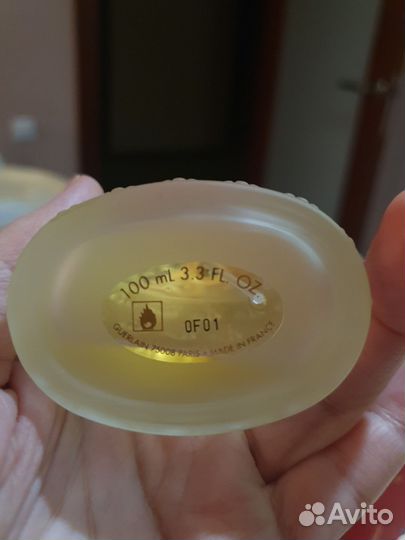 100 mL 3.3 FL. OZ
0F01
GUERLAIN 75008 PARIS - MADE IN FRANCE
Avito